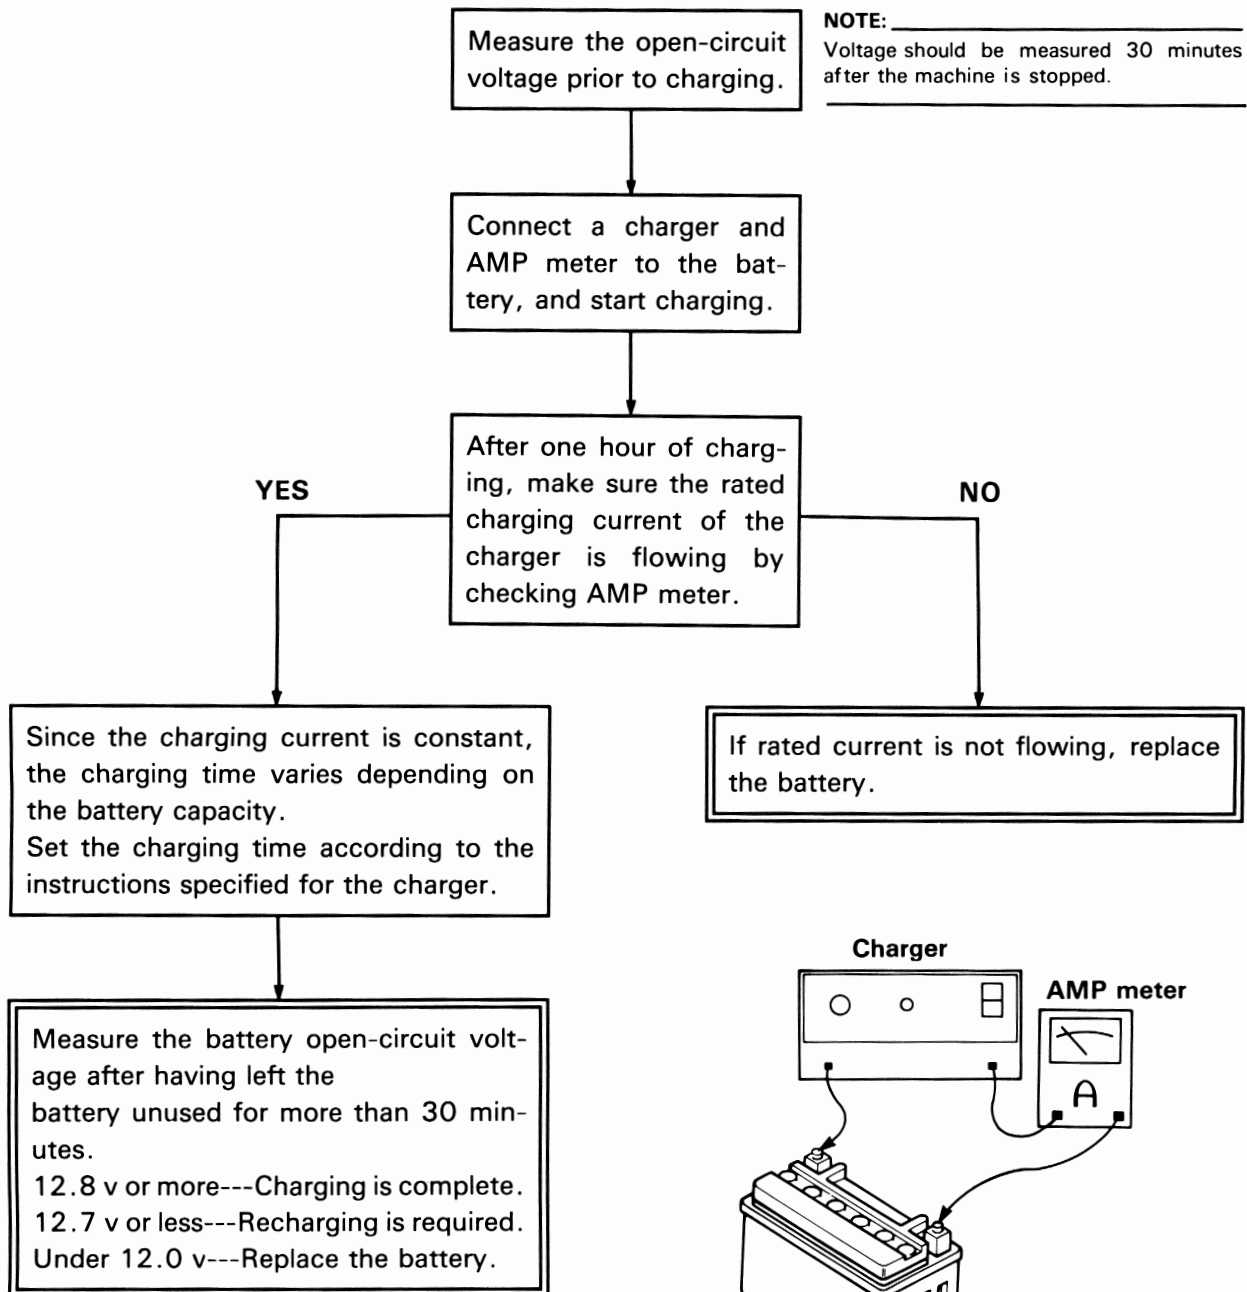 Measure the open-circuit
voltage prior to charging.
NOTE:
Voltage should be measured 30 minutes
after the machine is stopped.
Connect a charger and
AMP meter to the bat-
tery, and start charging.
After one hour of charg-
ing, make sure the rated
charging current of the
charger is flowing by
checking AMP meter.
YES
NO
Since the charging current is constant,
the charging time varies depending on
the battery capacity.
Set the charging time according to the
instructions specified for the charger.
If rated current is not flowing, replace
the battery.
Measure the battery open-circuit volt-
age after having left the
battery unused for more than 30 min-
utes.
12.8 v or more---Charging is complete.
12.7 v or less---Recharging is required.
Under 12.0 v---Replace the battery.
Charger
AMP meter
A